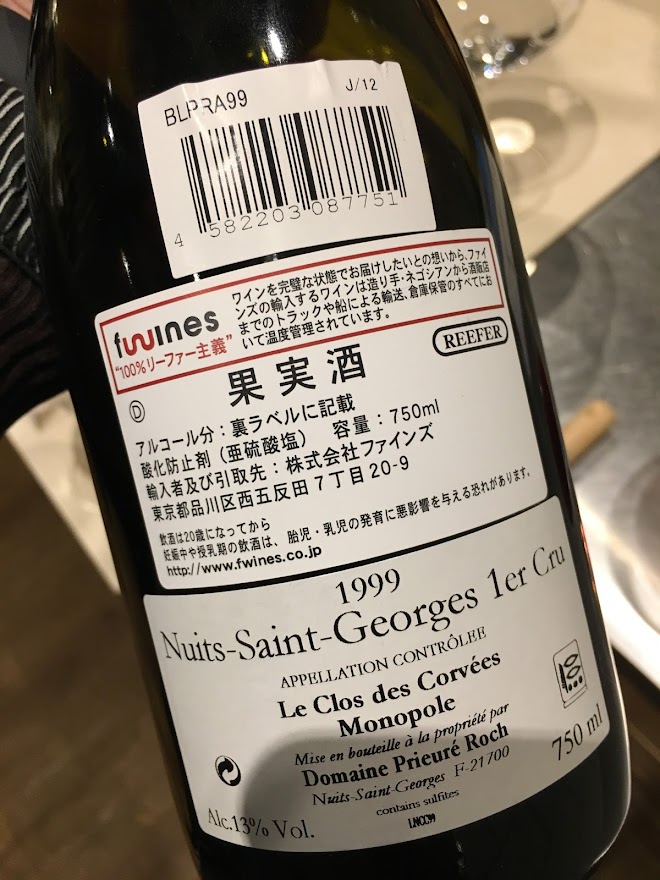 BLPRA99 J/12
4 582203 087751
fwines
"100%リーファー主義"
ワインを完璧な状態でお届けしたいとの想いから、ファイ
ンズの輸入するワインは造り手・ネゴシアンから酒販店
までのトラックや船による輸送、倉庫保管のすべてにお
いて温度管理されています。
REEFER
果実酒
Ⓓ
アルコール分：裏ラベルに記載
酸化防止剤（亜硫酸塩） 容量：750ml
輸入者及び引取先：株式会社ファインズ
東京都品川区西五反田7丁目20-9
飲酒は20歳になってから
妊娠中や授乳期の飲酒は、胎児・乳児の発育に悪影響を与える恐れがあります。
http://www.fwines.co.jp
1999
Nuits-Saint-Georges 1er Cru
APPELLATION CONTRÔLEE
Le Clos des Corvées
Monopole
Mise en bouteille à la propriété par
Domaine Prieuré Roch
Nuits-Saint-Georges F-21700
contains sulfites
LNCC99
Alc.13% Vol.
750 ml